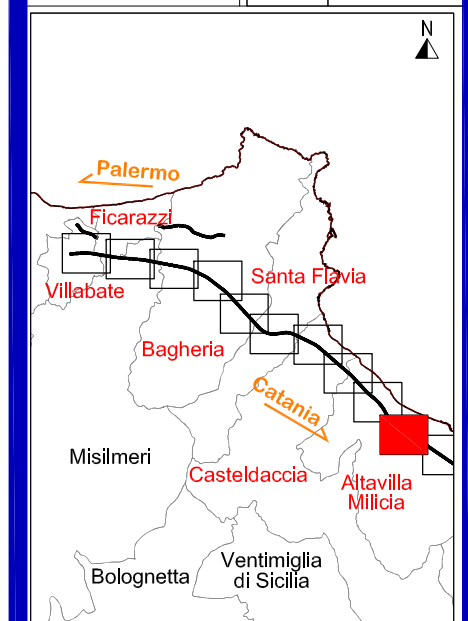 N
Palermo
Ficarazzi
Santa Flavia
Villabate
Bagheria
Catania
Misilmeri
Casteldaccia
Altavilla
Milicia
Ventimiglia
di Sicilia
Bolognetta